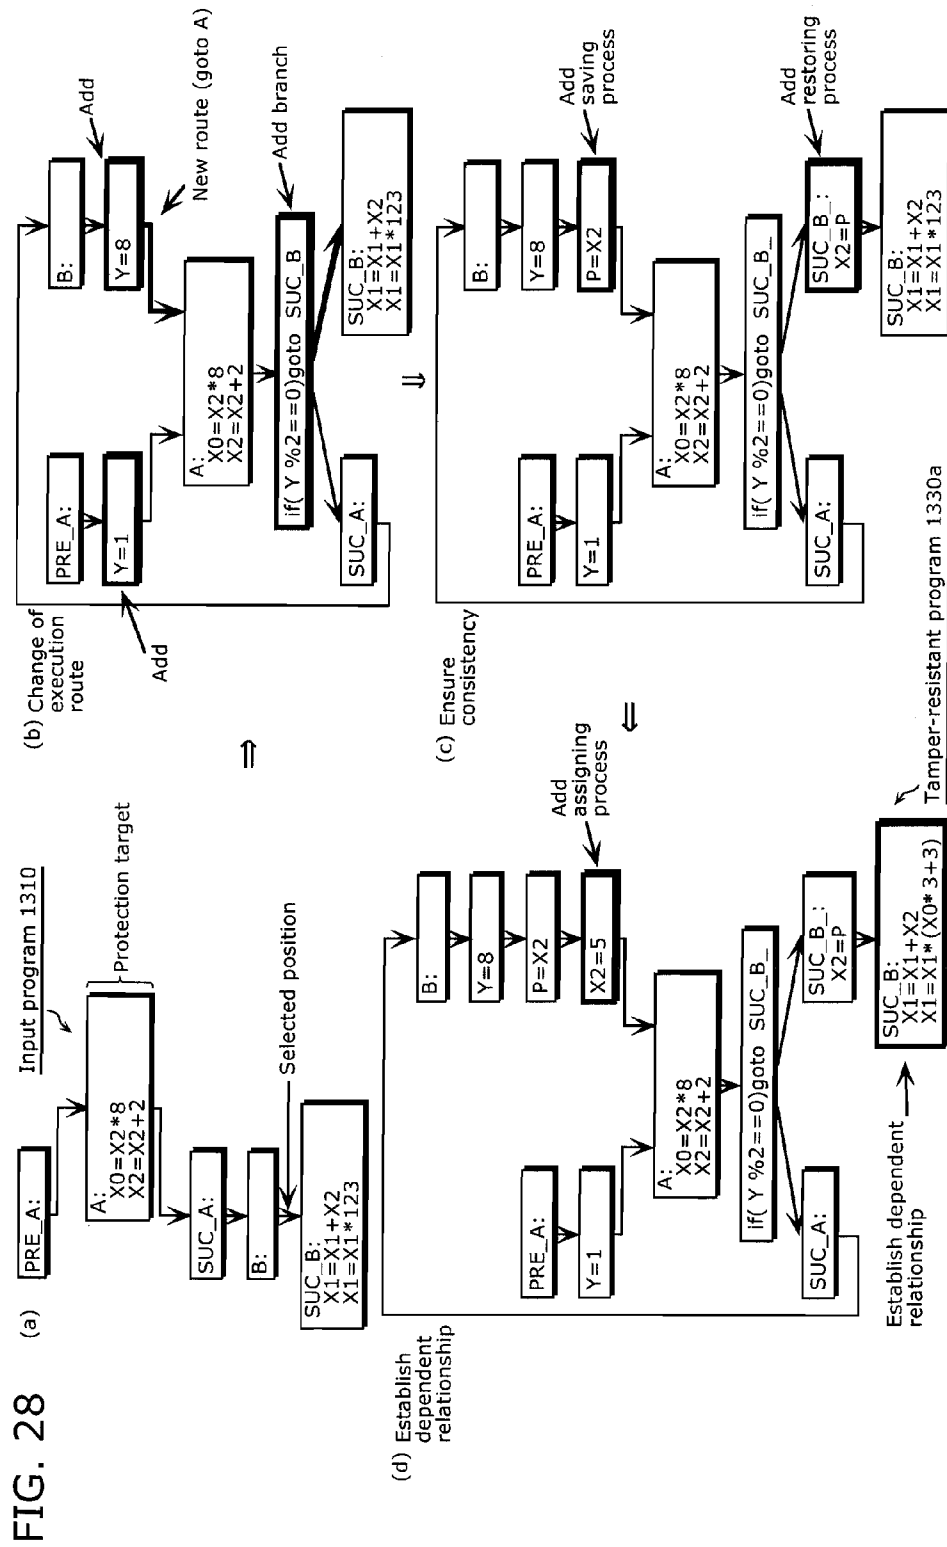 FIG. 28
(a)
Input program 1310
PRE_A:
A:
X0=X2*8
X2=X2+2
Protection target
SUC_A:
B:
Selected position
SUC_B:
X1=X1+X2
X1=X1*123
⇒
(b) Change of
execution
route
PRE_A:
Y=1
Add
B:
Y=8
Add
New route (goto A)
A:
X0=X2*8
X2=X2+2
if( Y %2==0)goto SUC_B
Add branch
SUC_A:
SUC_B:
X1=X1+X2
X1=X1*123
⇒
(c) Ensure
consistency
PRE_A:
Y=1
B:
Y=8
P=X2
Add
saving
process
A:
X0=X2*8
X2=X2+2
if( Y %2==0)goto SUC_B_
SUC_A:
SUC_B_:
X2=P
Add
restoring
process
SUC_B:
X1=X1+X2
X1=X1*123
⇒
(d) Establish
dependent
relationship
PRE_A:
Y=1
B:
Y=8
P=X2
X2=5
Add
assigning
process
A:
X0=X2*8
X2=X2+2
if( Y %2==0)goto SUC_B_
SUC_A:
SUC_B_:
X2=P
SUC_B:
X1=X1+X2
X1=X1*(X0*3+3)
Establish dependent
relationship
Tamper-resistant program 1330a